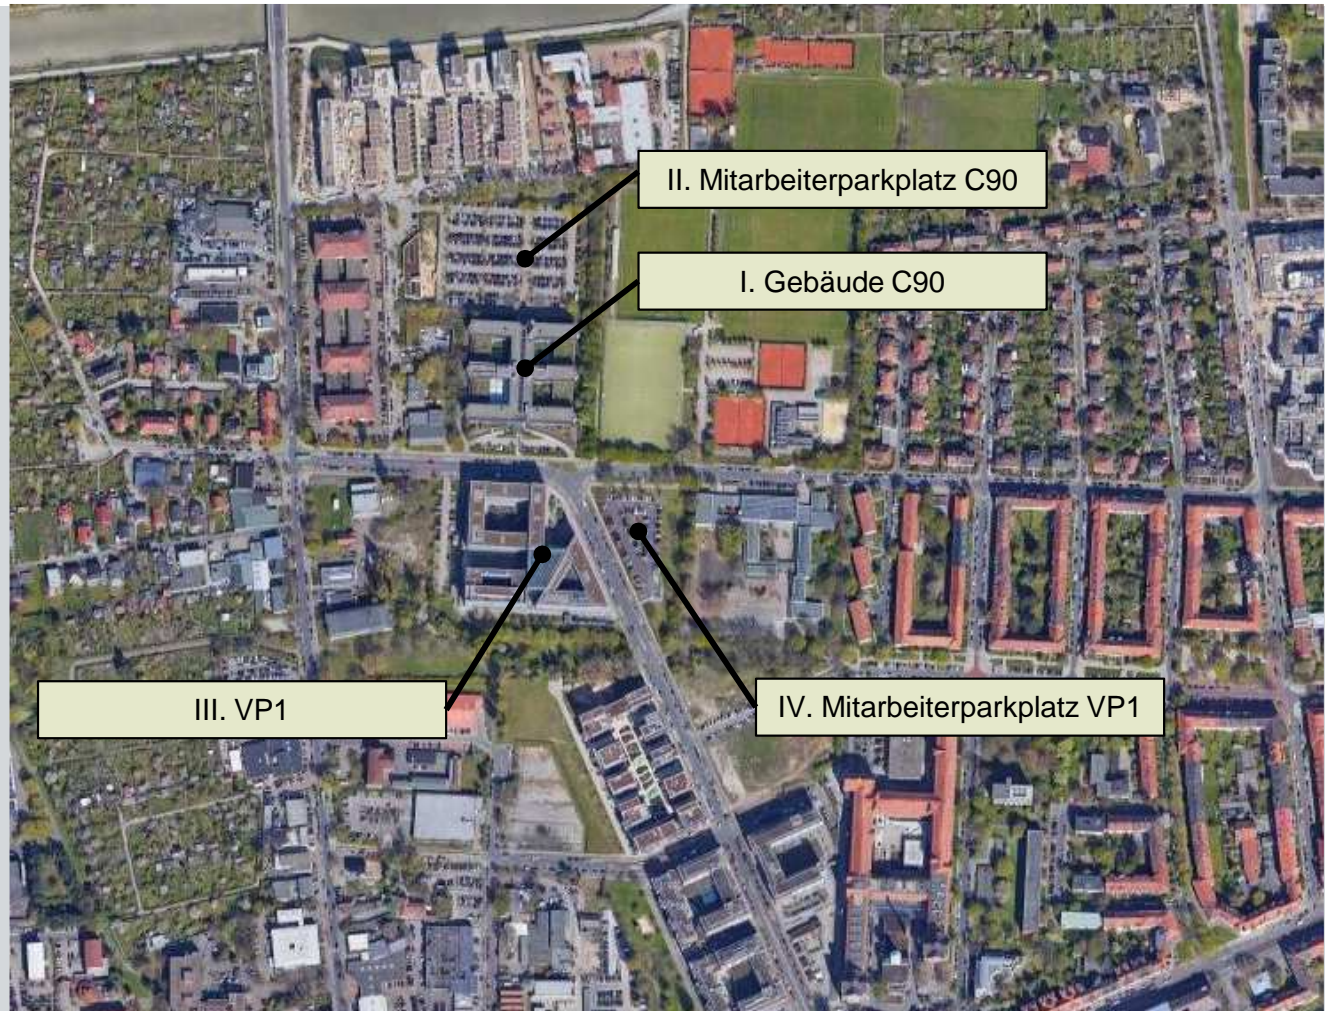 II. Mitarbeiterparkplatz C90
I. Gebäude C90
III. VP1
IV. Mitarbeiterparkplatz VP1